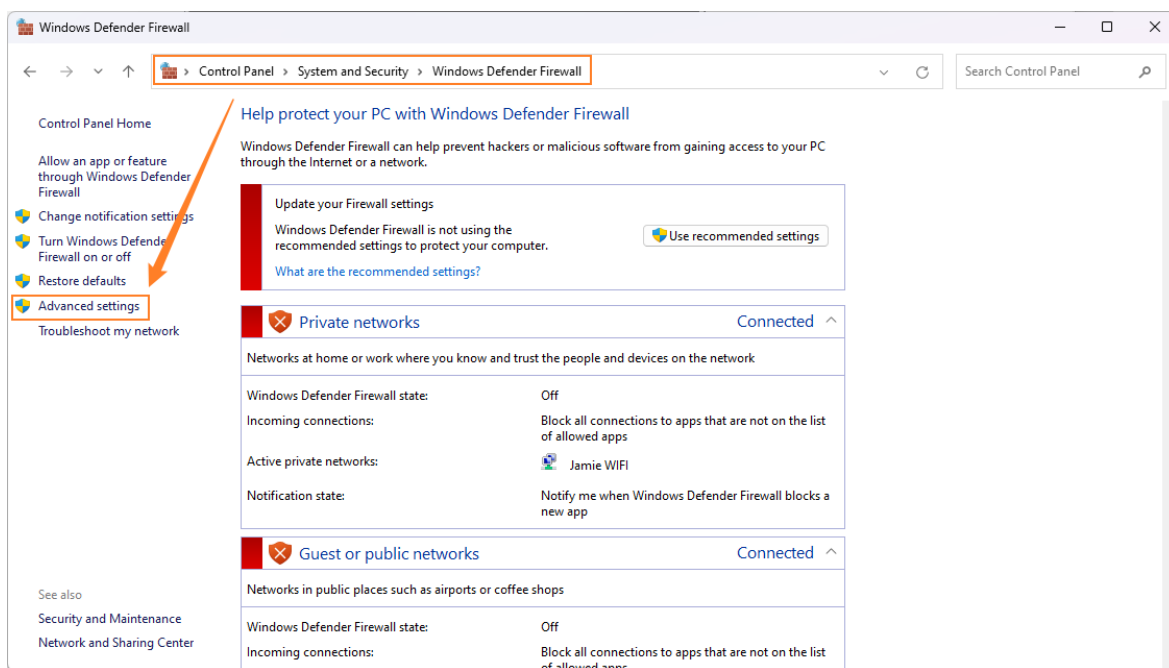 Windows Defender Firewall
Control Panel > System and Security > Windows Defender Firewall
Search Control Panel
Control Panel Home
Allow an app or feature
through Windows Defender
Firewall
Change notification settings
Turn Windows Defender
Firewall on or off
Restore defaults
Advanced settings
Troubleshoot my network
See also
Security and Maintenance
Network and Sharing Center
Help protect your PC with Windows Defender Firewall
Windows Defender Firewall can help prevent hackers or malicious software from gaining access to your PC
through the Internet or a network.
Update your Firewall settings
Windows Defender Firewall is not using the
recommended settings to protect your computer.
Use recommended settings
What are the recommended settings?
Private networks Connected
Networks at home or work where you know and trust the people and devices on the network
Windows Defender Firewall state: Off
Incoming connections: Block all connections to apps that are not on the list
of allowed apps
Active private networks: Jamie WIFI
Notification state: Notify me when Windows Defender Firewall blocks a
new app
Guest or public networks Connected
Networks in public places such as airports or coffee shops
Windows Defender Firewall state: Off
Incoming connections: Block all connections to apps that are not on the list
of allowed apps